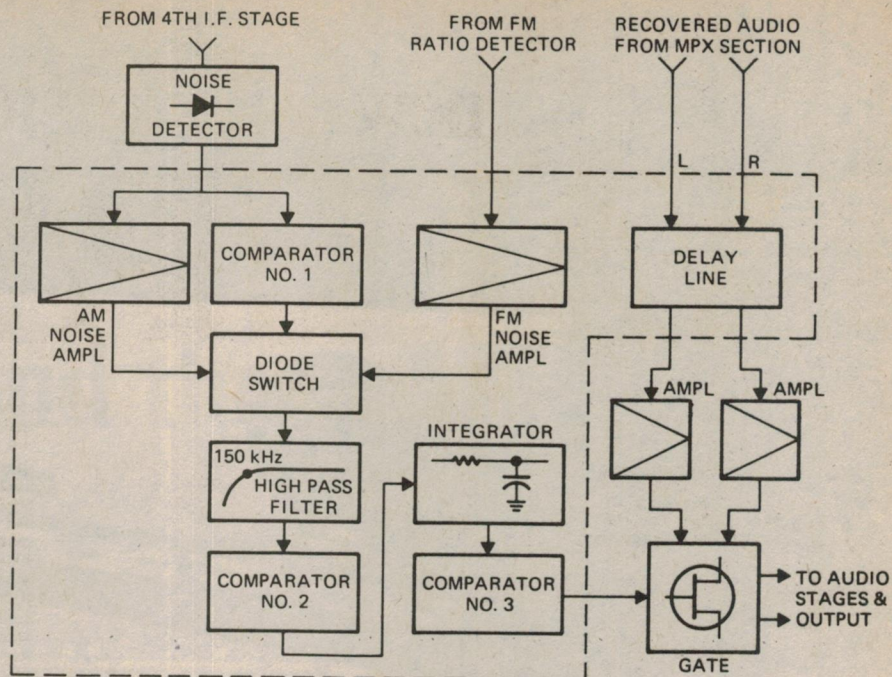 FROM 4TH I.F. STAGE
FROM FM
RATIO DETECTOR
RECOVERED AUDIO
FROM MPX SECTION
NOISE
DETECTOR
L
R
COMPARATOR
NO. 1
DELAY
LINE
AM
NOISE
AMPL
FM
NOISE
AMPL
DIODE
SWITCH
AMPL
AMPL
INTEGRATOR
150 kHz
HIGH PASS
FILTER
COMPARATOR
NO. 2
COMPARATOR
NO. 3
TO AUDIO
STAGES &
OUTPUT
GATE